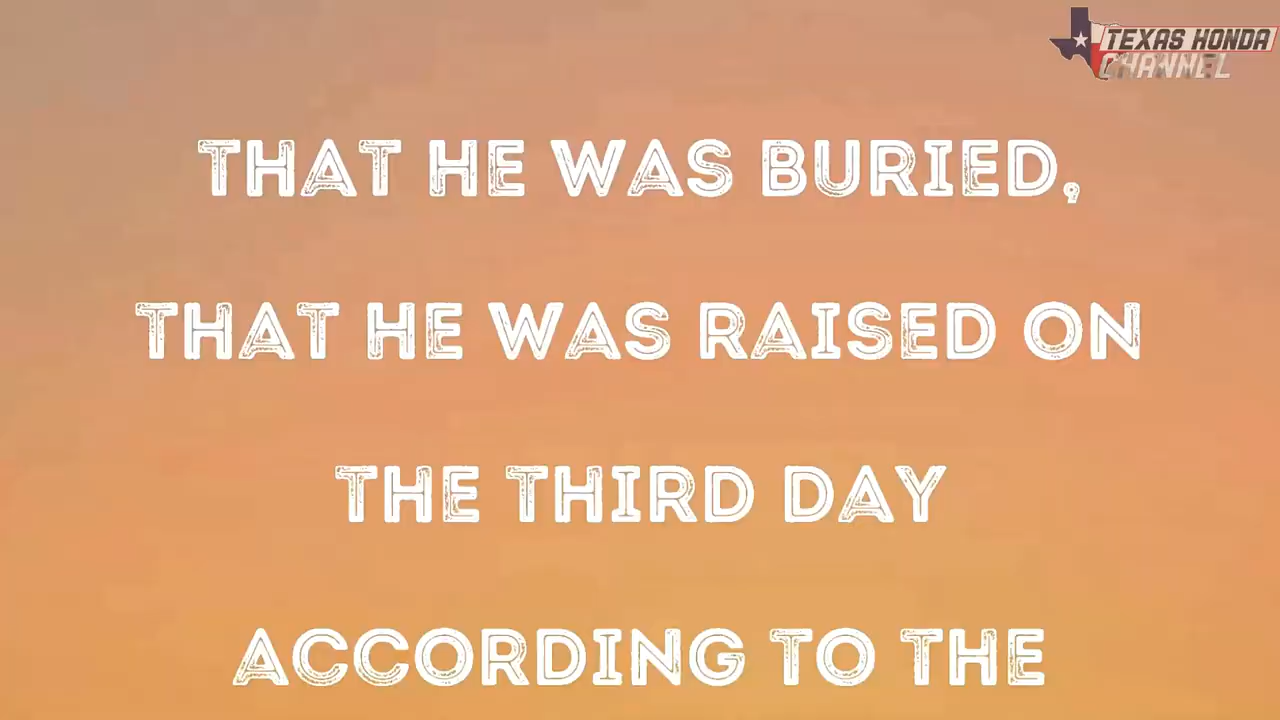 TEXAS HONDA
CHANNEL
THAT HE WAS BURIED,
THAT HE WAS RAISED ON
THE THIRD DAY
ACCORDING TO THE